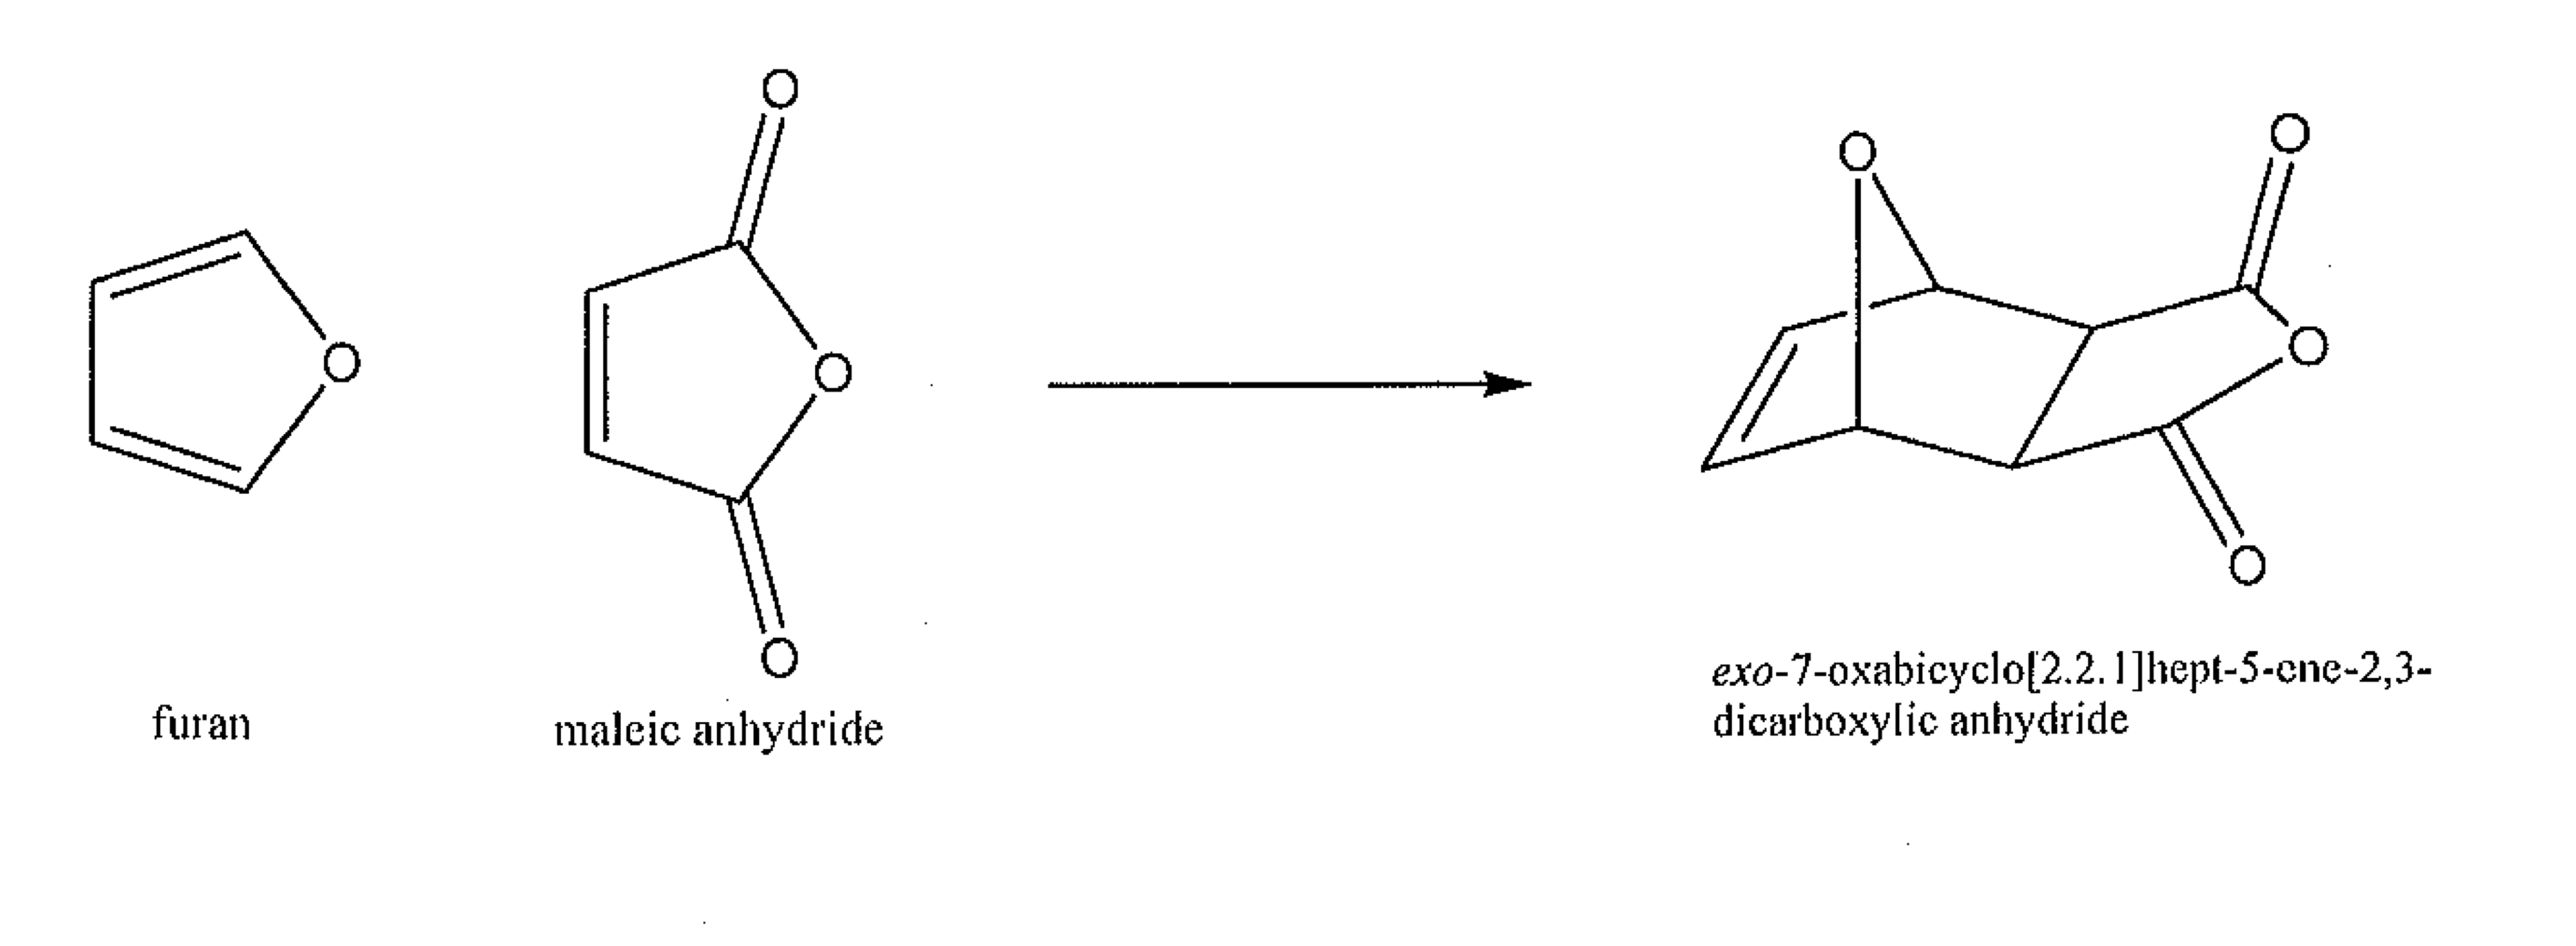 O
O
O
O
O
O
O
O
furan
maleic anhydride
exo-7-oxabicyclo[2.2.1]hept-5-ene-2,3-
dicarboxylic anhydride